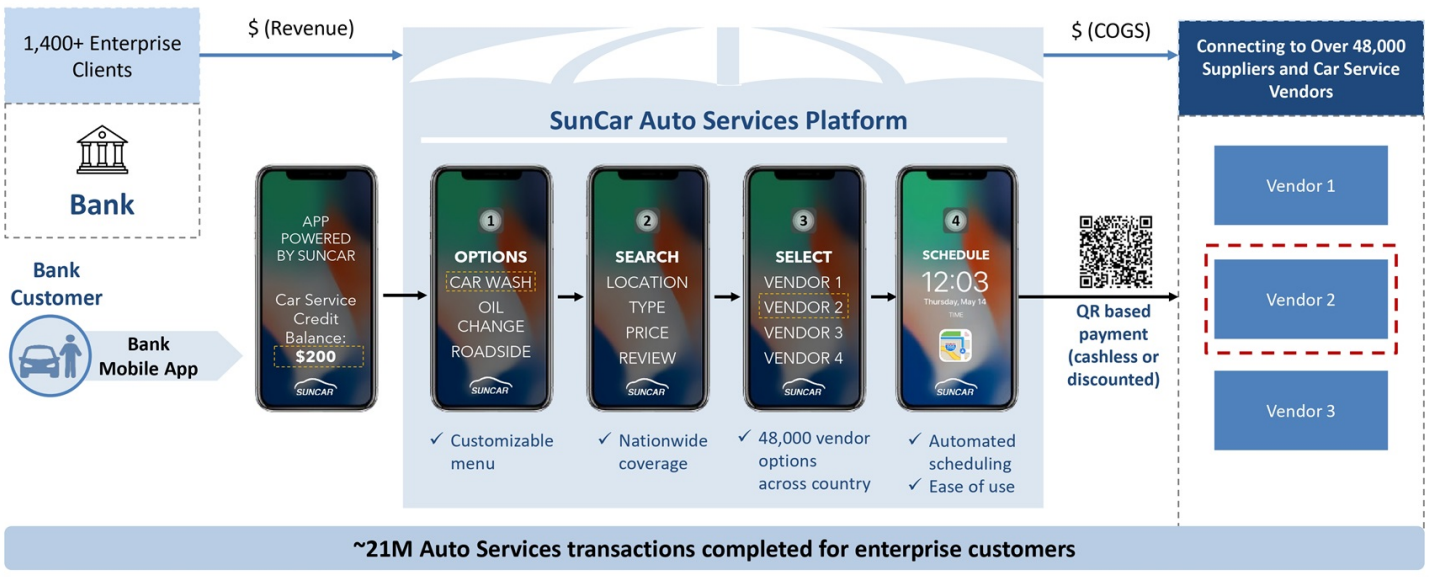 1,400+ Enterprise
Clients
$ (Revenue)
$ (COGS)
Connecting to Over 48,000
Suppliers and Car Service
Vendors
Bank
SunCar Auto Services Platform
Bank
Customer
Bank
Mobile App
APP
POWERED
BY SUNCAR
Car Service
Credit
Balance:
$200
SUNCAR
1
OPTIONS
CAR WASH
OIL
CHANGE
ROADSIDE
SUNCAR
2
SEARCH
LOCATION
TYPE
PRICE
REVIEW
SUNCAR
3
SELECT
VENDOR 1
VENDOR 2
VENDOR 3
VENDOR 4
SUNCAR
4
SCHEDULE
12:03
Thursday, May 14
TIME
SUNCAR
✓ Customizable
menu
✓ Nationwide
coverage
✓ 48,000 vendor
options
across country
✓ Automated
scheduling
✓ Ease of use
QR based
payment
(cashless or
discounted)
Vendor 1
Vendor 2
Vendor 3
~21M Auto Services transactions completed for enterprise customers